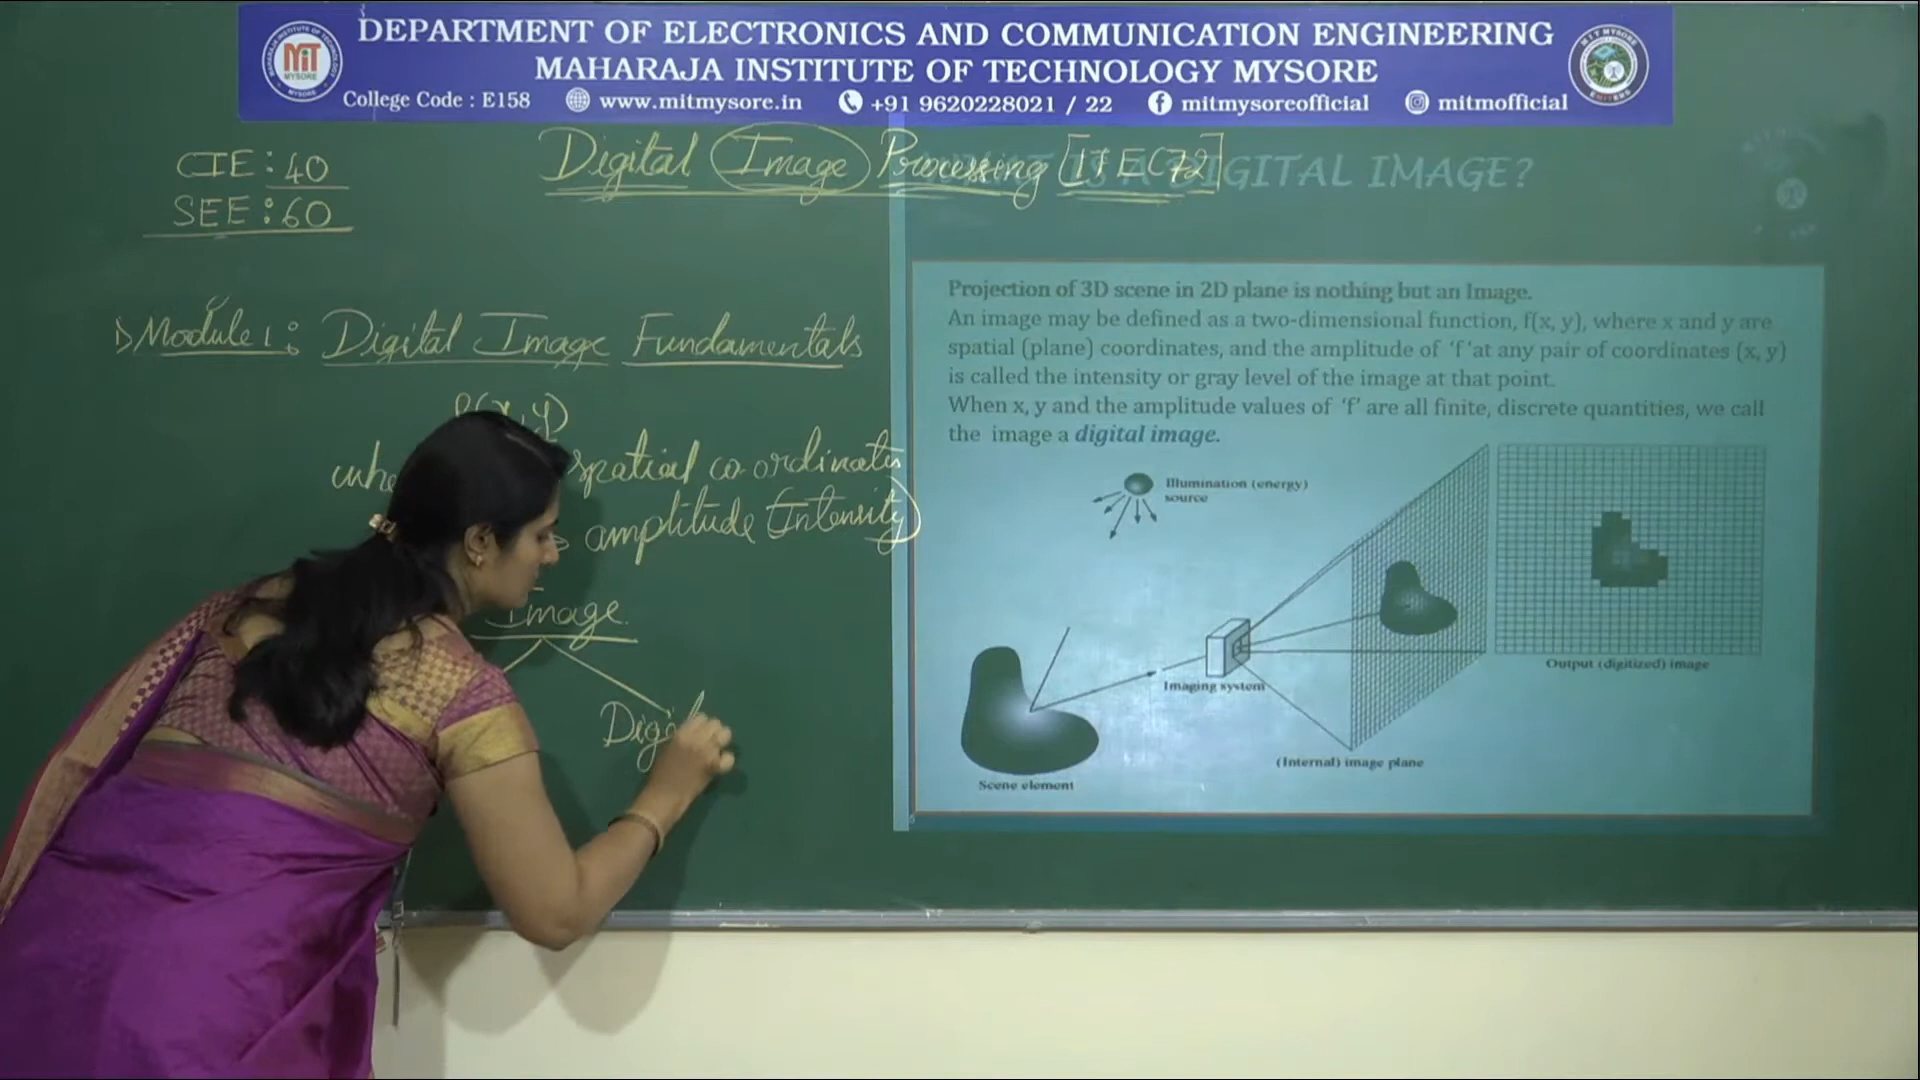 DEPARTMENT OF ELECTRONICS AND COMMUNICATION ENGINEERING
MAHARAJA INSTITUTE OF TECHNOLOGY MYSORE
College Code : E158 www.mitmysore.in +91 9620228021 / 22 mitmysoreofficial mitmofficial
MIT
MYSORE
CIE : 40
SEE : 60
Digital Image Processing
IS A DIGITAL IMAGE?
1) Module 1 : Digital Image Fundamentals
(x, y)
spatial co-ordinates
amplitude (Intensity)
Image
Projection of 3D scene in 2D plane is nothing but an Image.
An image may be defined as a two-dimensional function, f(x, y), where x and y are
spatial (plane) coordinates, and the amplitude of 'f 'at any pair of coordinates (x, y)
is called the intensity or gray level of the image at that point.
When x, y and the amplitude values of 'f' are all finite, discrete quantities, we call
the image a digital image.
Illumination (energy)
source
Imaging system
Output (digitized) image
(Internal) image plane
Scene element